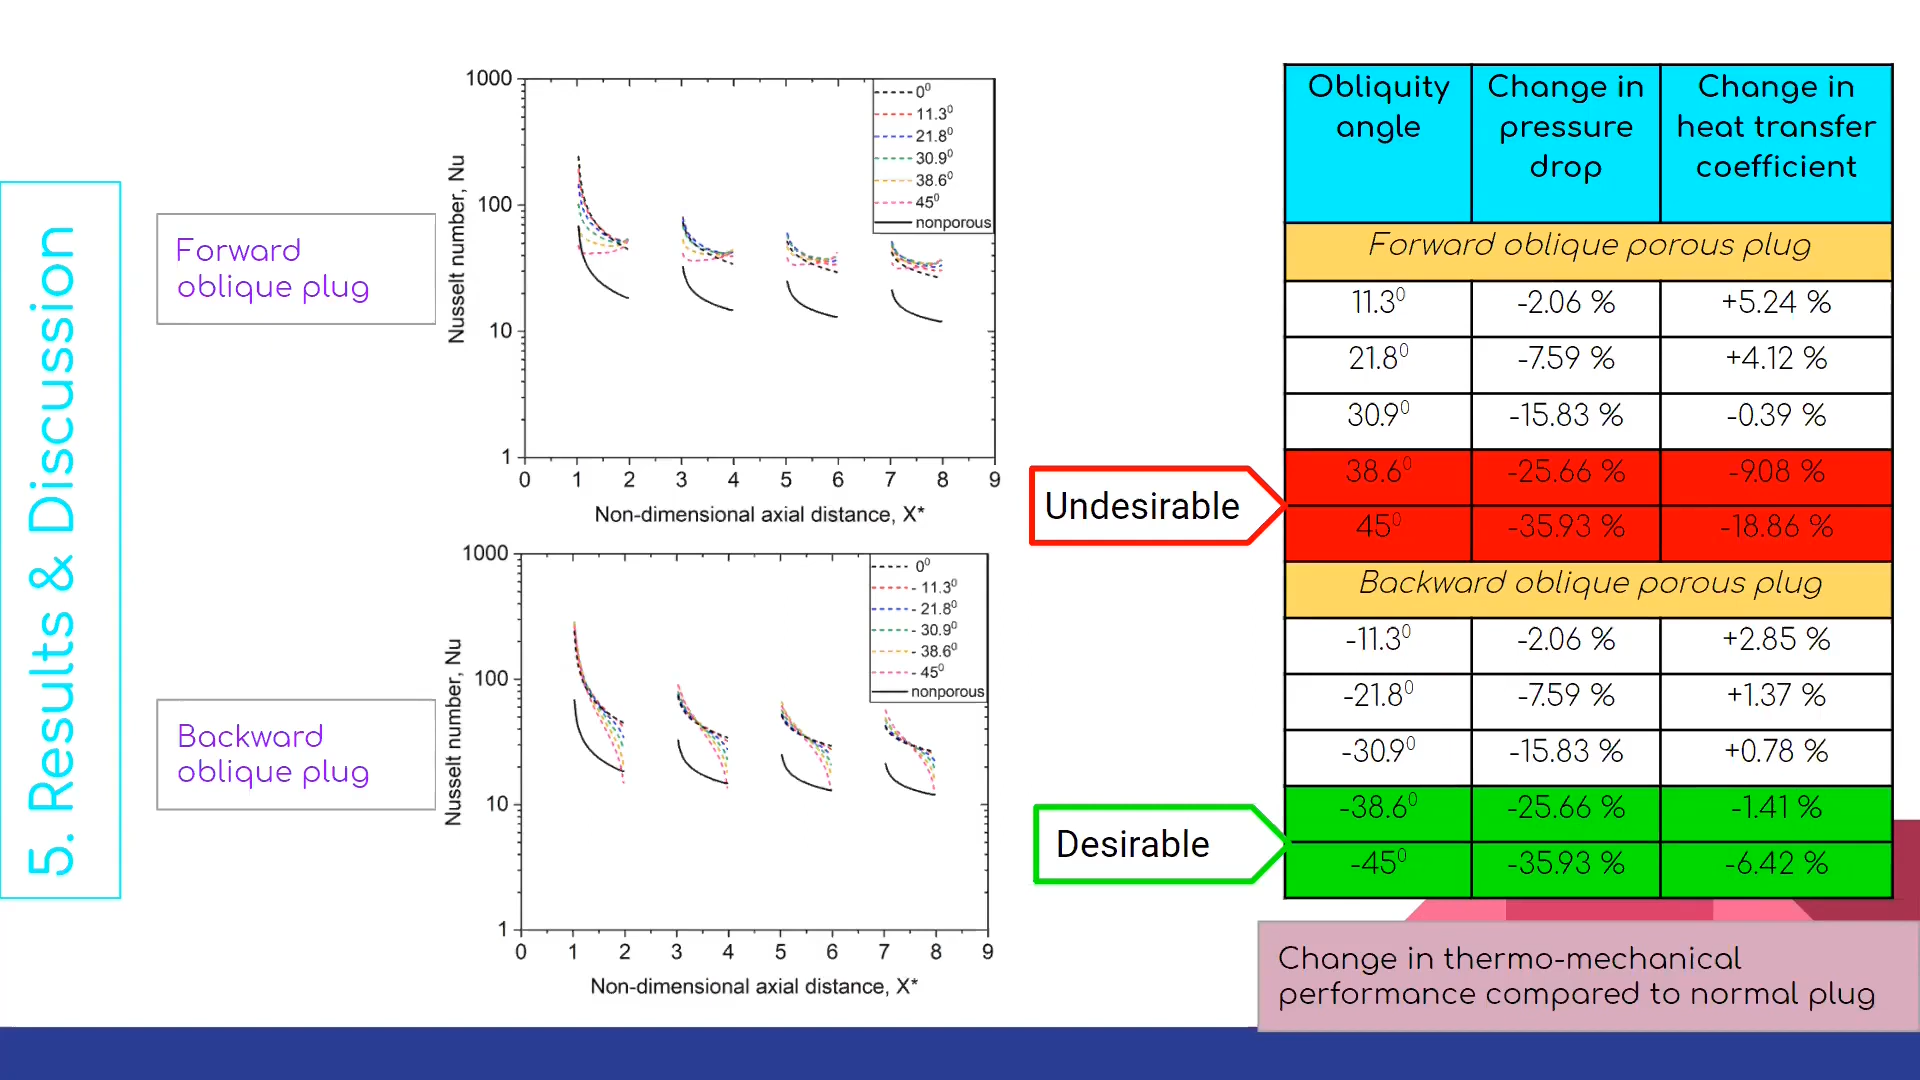 5. Results & Discussion
Forward
oblique plug
1000
100
10
1
Nusselt number, Nu
0⁰
11.3⁰
21.8⁰
30.9⁰
38.6⁰
45⁰
nonporous
0 1 2 3 4 5 6 7 8 9
Non-dimensional axial distance, X*
Backward
oblique plug
1000
100
10
1
Nusselt number, Nu
0⁰
- 11.3⁰
- 21.8⁰
- 30.9⁰
- 38.6⁰
- 45⁰
nonporous
0 1 2 3 4 5 6 7 8 9
Non-dimensional axial distance, X*
Undesirable
Desirable
Obliquity angle Change in pressure drop Change in heat transfer coefficient
Forward oblique porous plug
11.3⁰ -2.06 % +5.24 %
21.8⁰ -7.59 % +4.12 %
30.9⁰ -15.83 % -0.39 %
38.6⁰ -25.66 % -9.08 %
45⁰ -35.93 % -18.86 %
Backward oblique porous plug
-11.3⁰ -2.06 % +2.85 %
-21.8⁰ -7.59 % +1.37 %
-30.9⁰ -15.83 % +0.78 %
-38.6⁰ -25.66 % -1.41 %
-45⁰ -35.93 % -6.42 %
Change in thermo-mechanical
performance compared to normal plug